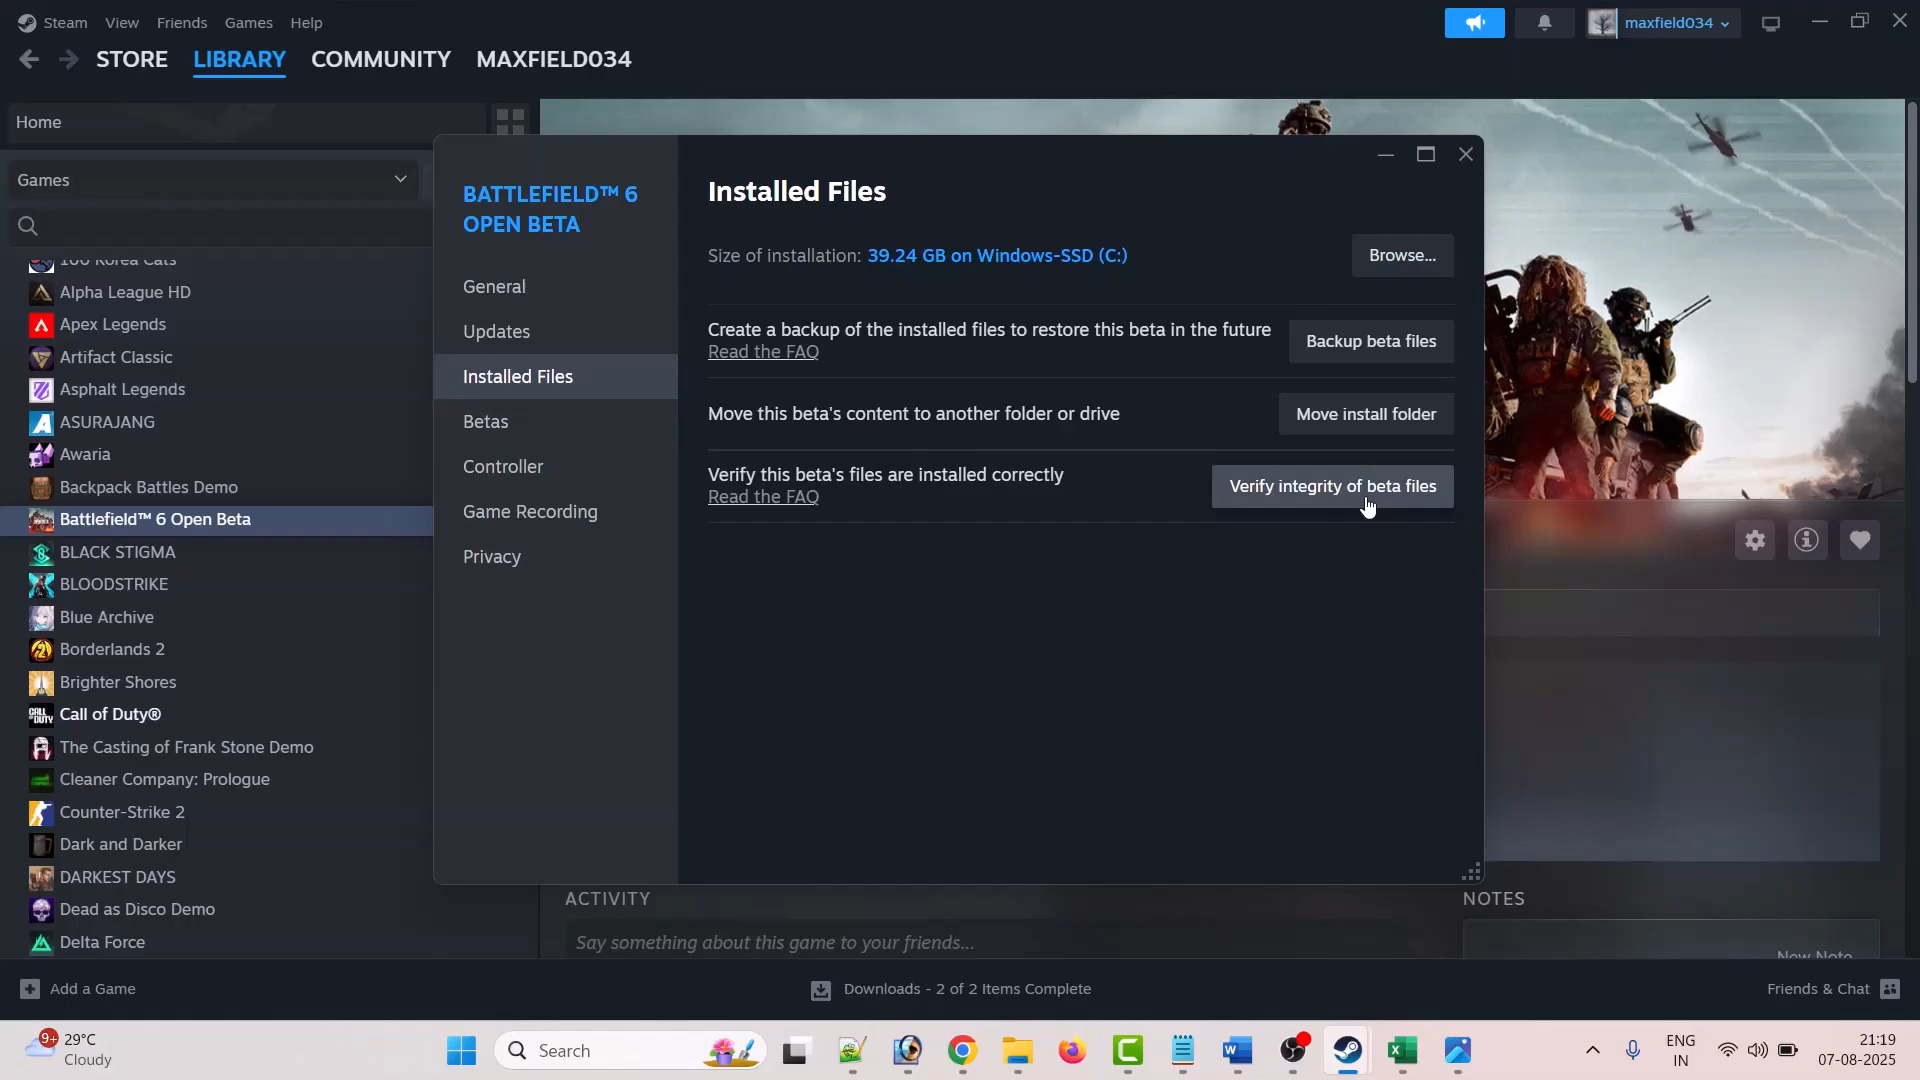 Steam View Friends Games Help
maxfield034
STORE LIBRARY COMMUNITY MAXFIELD034
Home
Games
100 Korea Cats
Alpha League HD
Apex Legends
Artifact Classic
Asphalt Legends
ASURAJANG
Awaria
Backpack Battles Demo
Battlefield™ 6 Open Beta
BLACK STIGMA
BLOODSTRIKE
Blue Archive
Borderlands 2
Brighter Shores
Call of Duty®
The Casting of Frank Stone Demo
Cleaner Company: Prologue
Counter-Strike 2
Dark and Darker
DARKEST DAYS
Dead as Disco Demo
Delta Force
BATTLEFIELD™ 6
OPEN BETA
General
Updates
Installed Files
Betas
Controller
Game Recording
Privacy
Installed Files
Size of installation: 39.24 GB on Windows-SSD (C:)
Browse...
Create a backup of the installed files to restore this beta in the future
Read the FAQ
Backup beta files
Move this beta's content to another folder or drive
Move install folder
Verify this beta's files are installed correctly
Read the FAQ
Verify integrity of beta files
ACTIVITY
Say something about this game to your friends...
NOTES
New Note
Add a Game
Downloads - 2 of 2 Items Complete
Friends & Chat
9+
29°C
Cloudy
Search
ENG
IN
21:19
07-08-2025